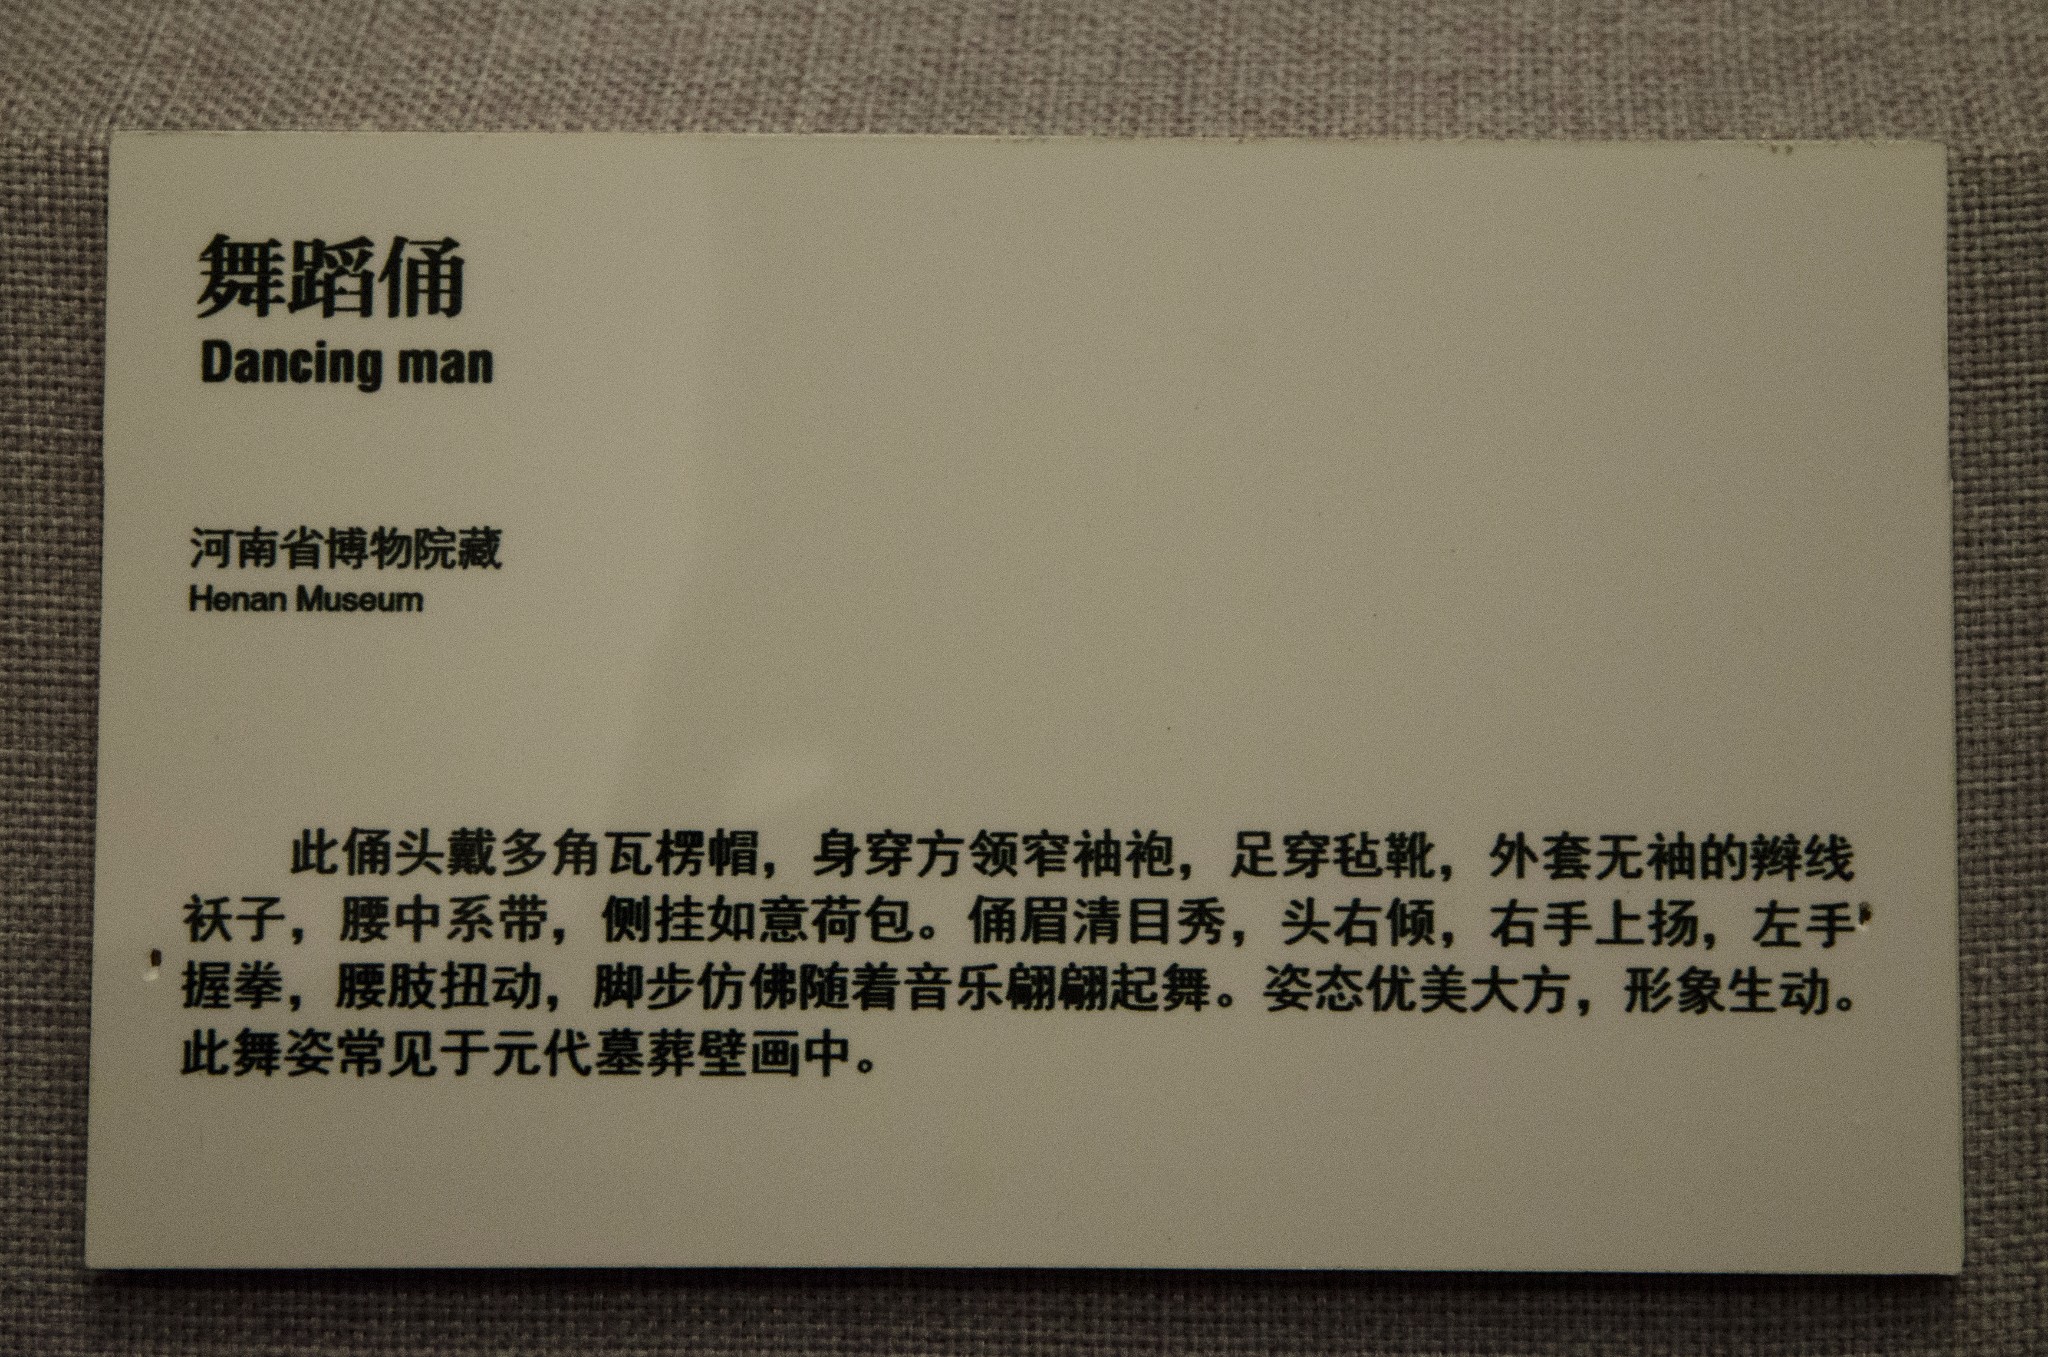 舞蹈俑
Dancing man
河南省博物院藏
Henan Museum
此俑头戴多角瓦楞帽，身穿方领窄袖袍，足穿毡靴，外套无袖的辫线
袄子，腰中系带，侧挂如意荷包。俑眉清目秀，头右倾，右手上扬，左手
握拳，腰肢扭动，脚步仿佛随着音乐翩翩起舞。姿态优美大方，形象生动。
此舞姿常见于元代墓葬壁画中。